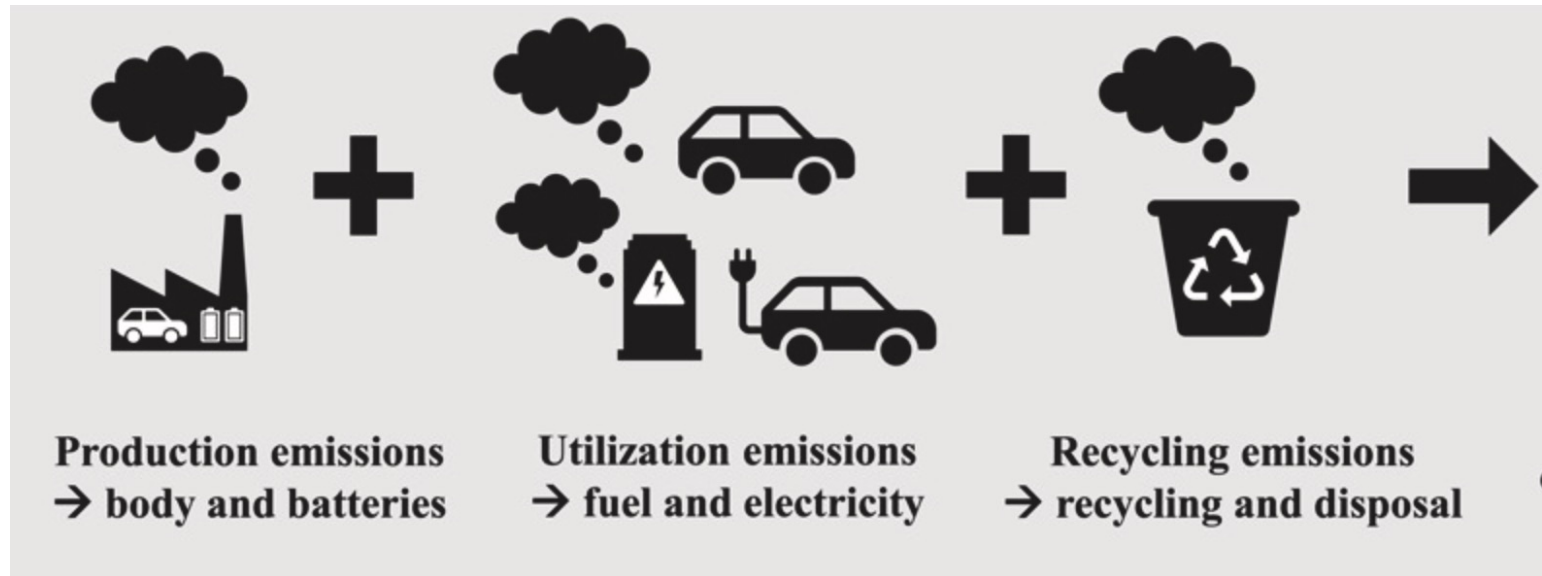 Production emissions
→ body and batteries
Utilization emissions
→ fuel and electricity
Recycling emissions
→ recycling and disposal